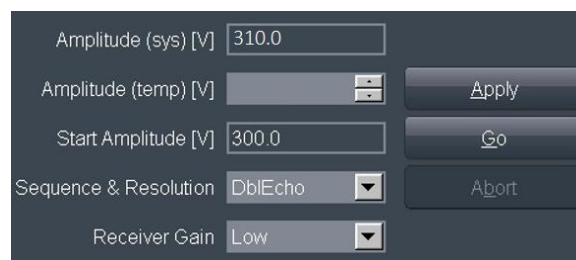 Amplitude (sys) [V] 310.0
Amplitude (temp) [V] Apply
Start Amplitude [V] 300.0 Go
Sequence & Resolution DblEcho Abort
Receiver Gain Low